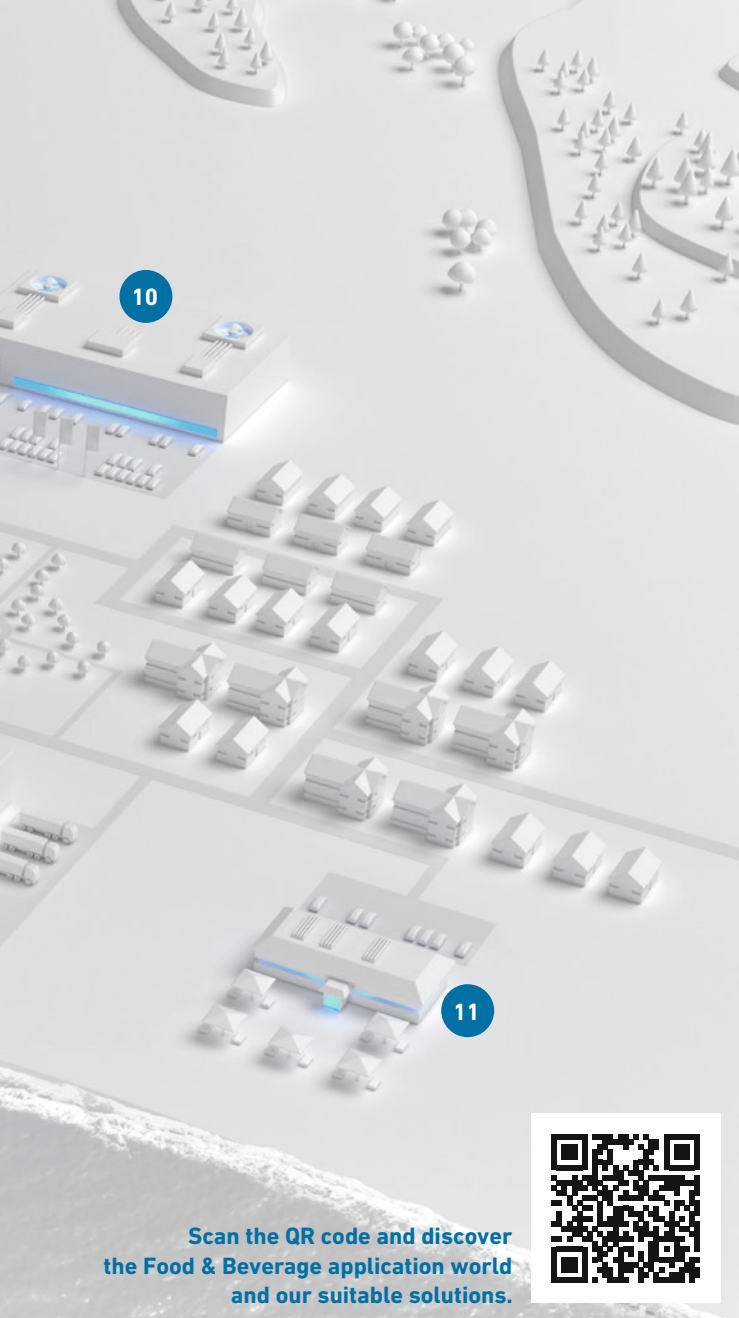 10
11
Scan the QR code and discover
the Food & Beverage application world
and our suitable solutions.